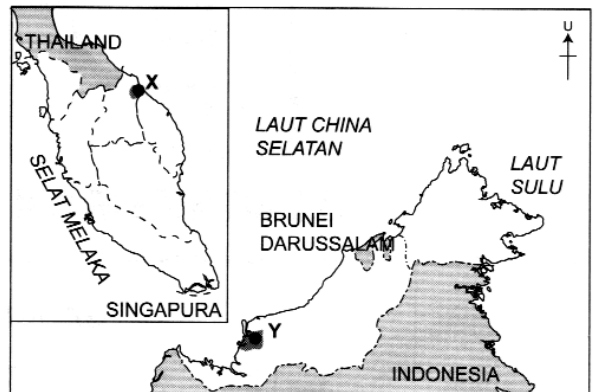 THAILAND
X
U
LAUT CHINA
SELATAN
LAUT
SULU
SELAT MELAKA
BRUNEI
DARUSSALAM
SINGAPURA
Y
INDONESIA